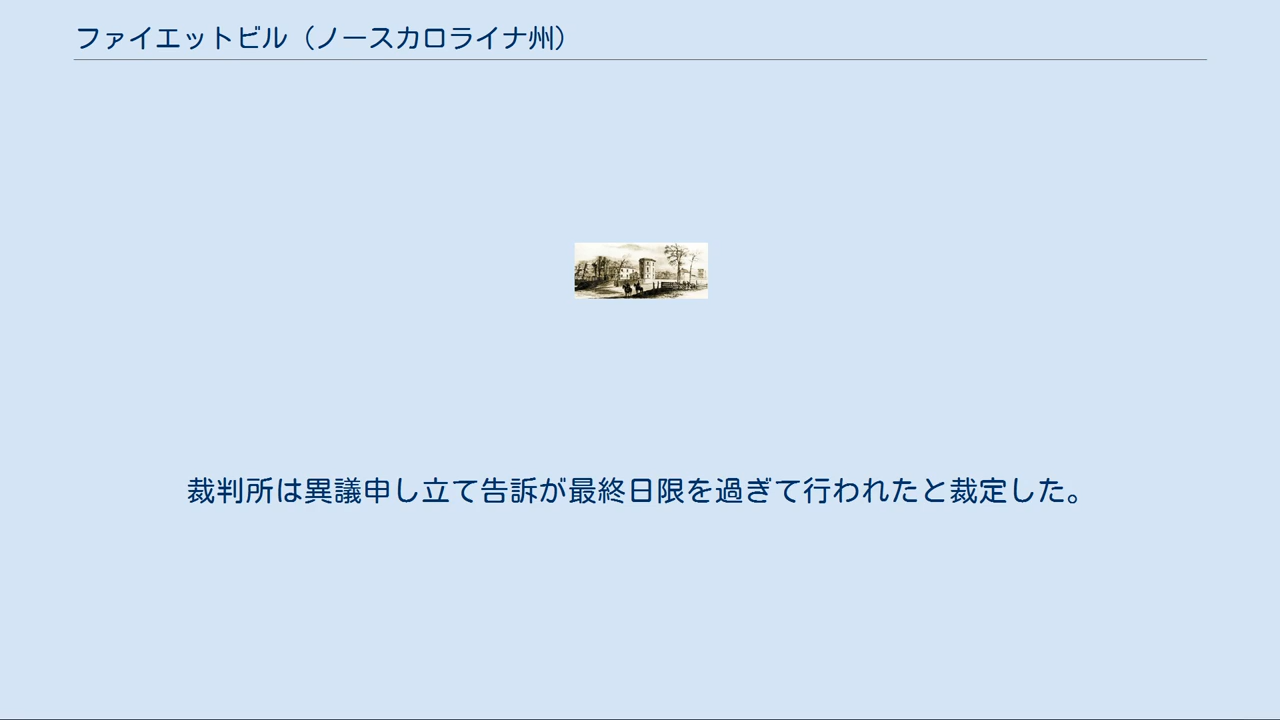 ファイエットビル（ノースカロライナ州）
裁判所は異議申し立て告訴が最終日限を過ぎて行われたと裁定した。